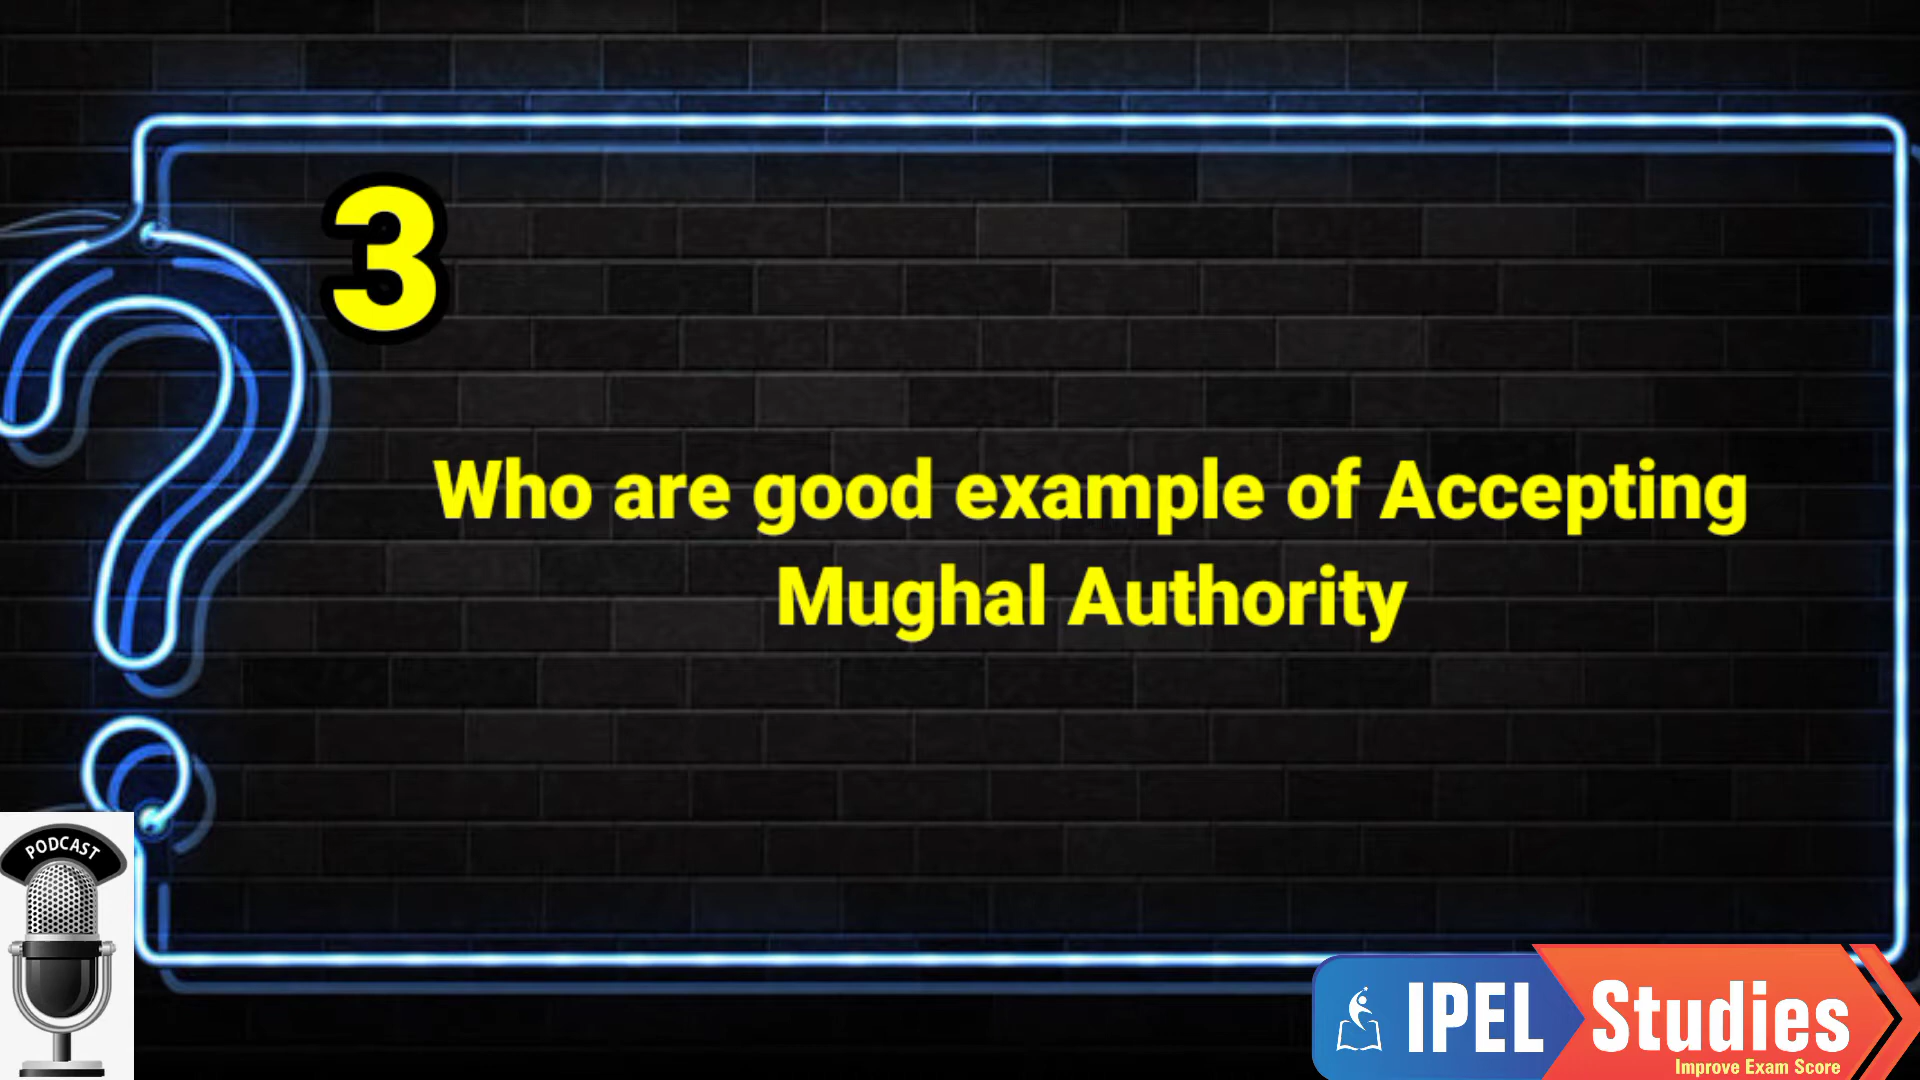 3
Who are good example of Accepting
Mughal Authority
PODCAST
IPEL Studies
Improve Exam Score